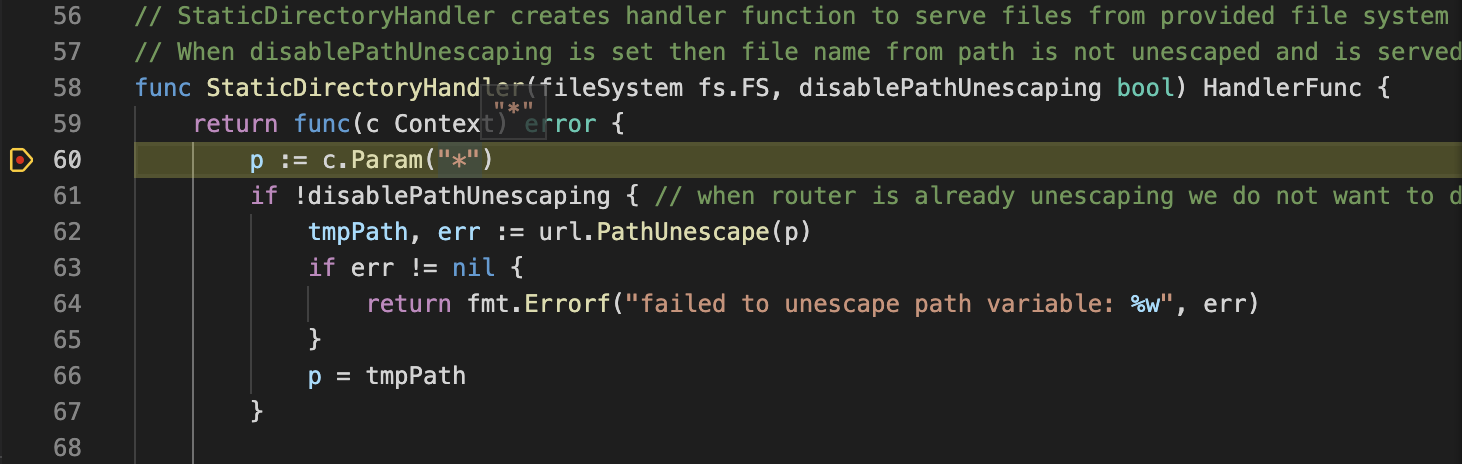 56 // StaticDirectoryHandler creates handler function to serve files from provided file system
57 // When disablePathUnescaping is set then file name from path is not unescaped and is served
58 func StaticDirectoryHandler(fileSystem fs.FS, disablePathUnescaping bool) HandlerFunc {
"*"
59 return func(c Context) error {
60 p := c.Param("*")
61 if !disablePathUnescaping { // when router is already unescaping we do not want to d
62 tmpPath, err := url.PathUnescape(p)
63 if err != nil {
64 return fmt.Errorf("failed to unescape path variable: %w", err)
65 }
66 p = tmpPath
67 }
68